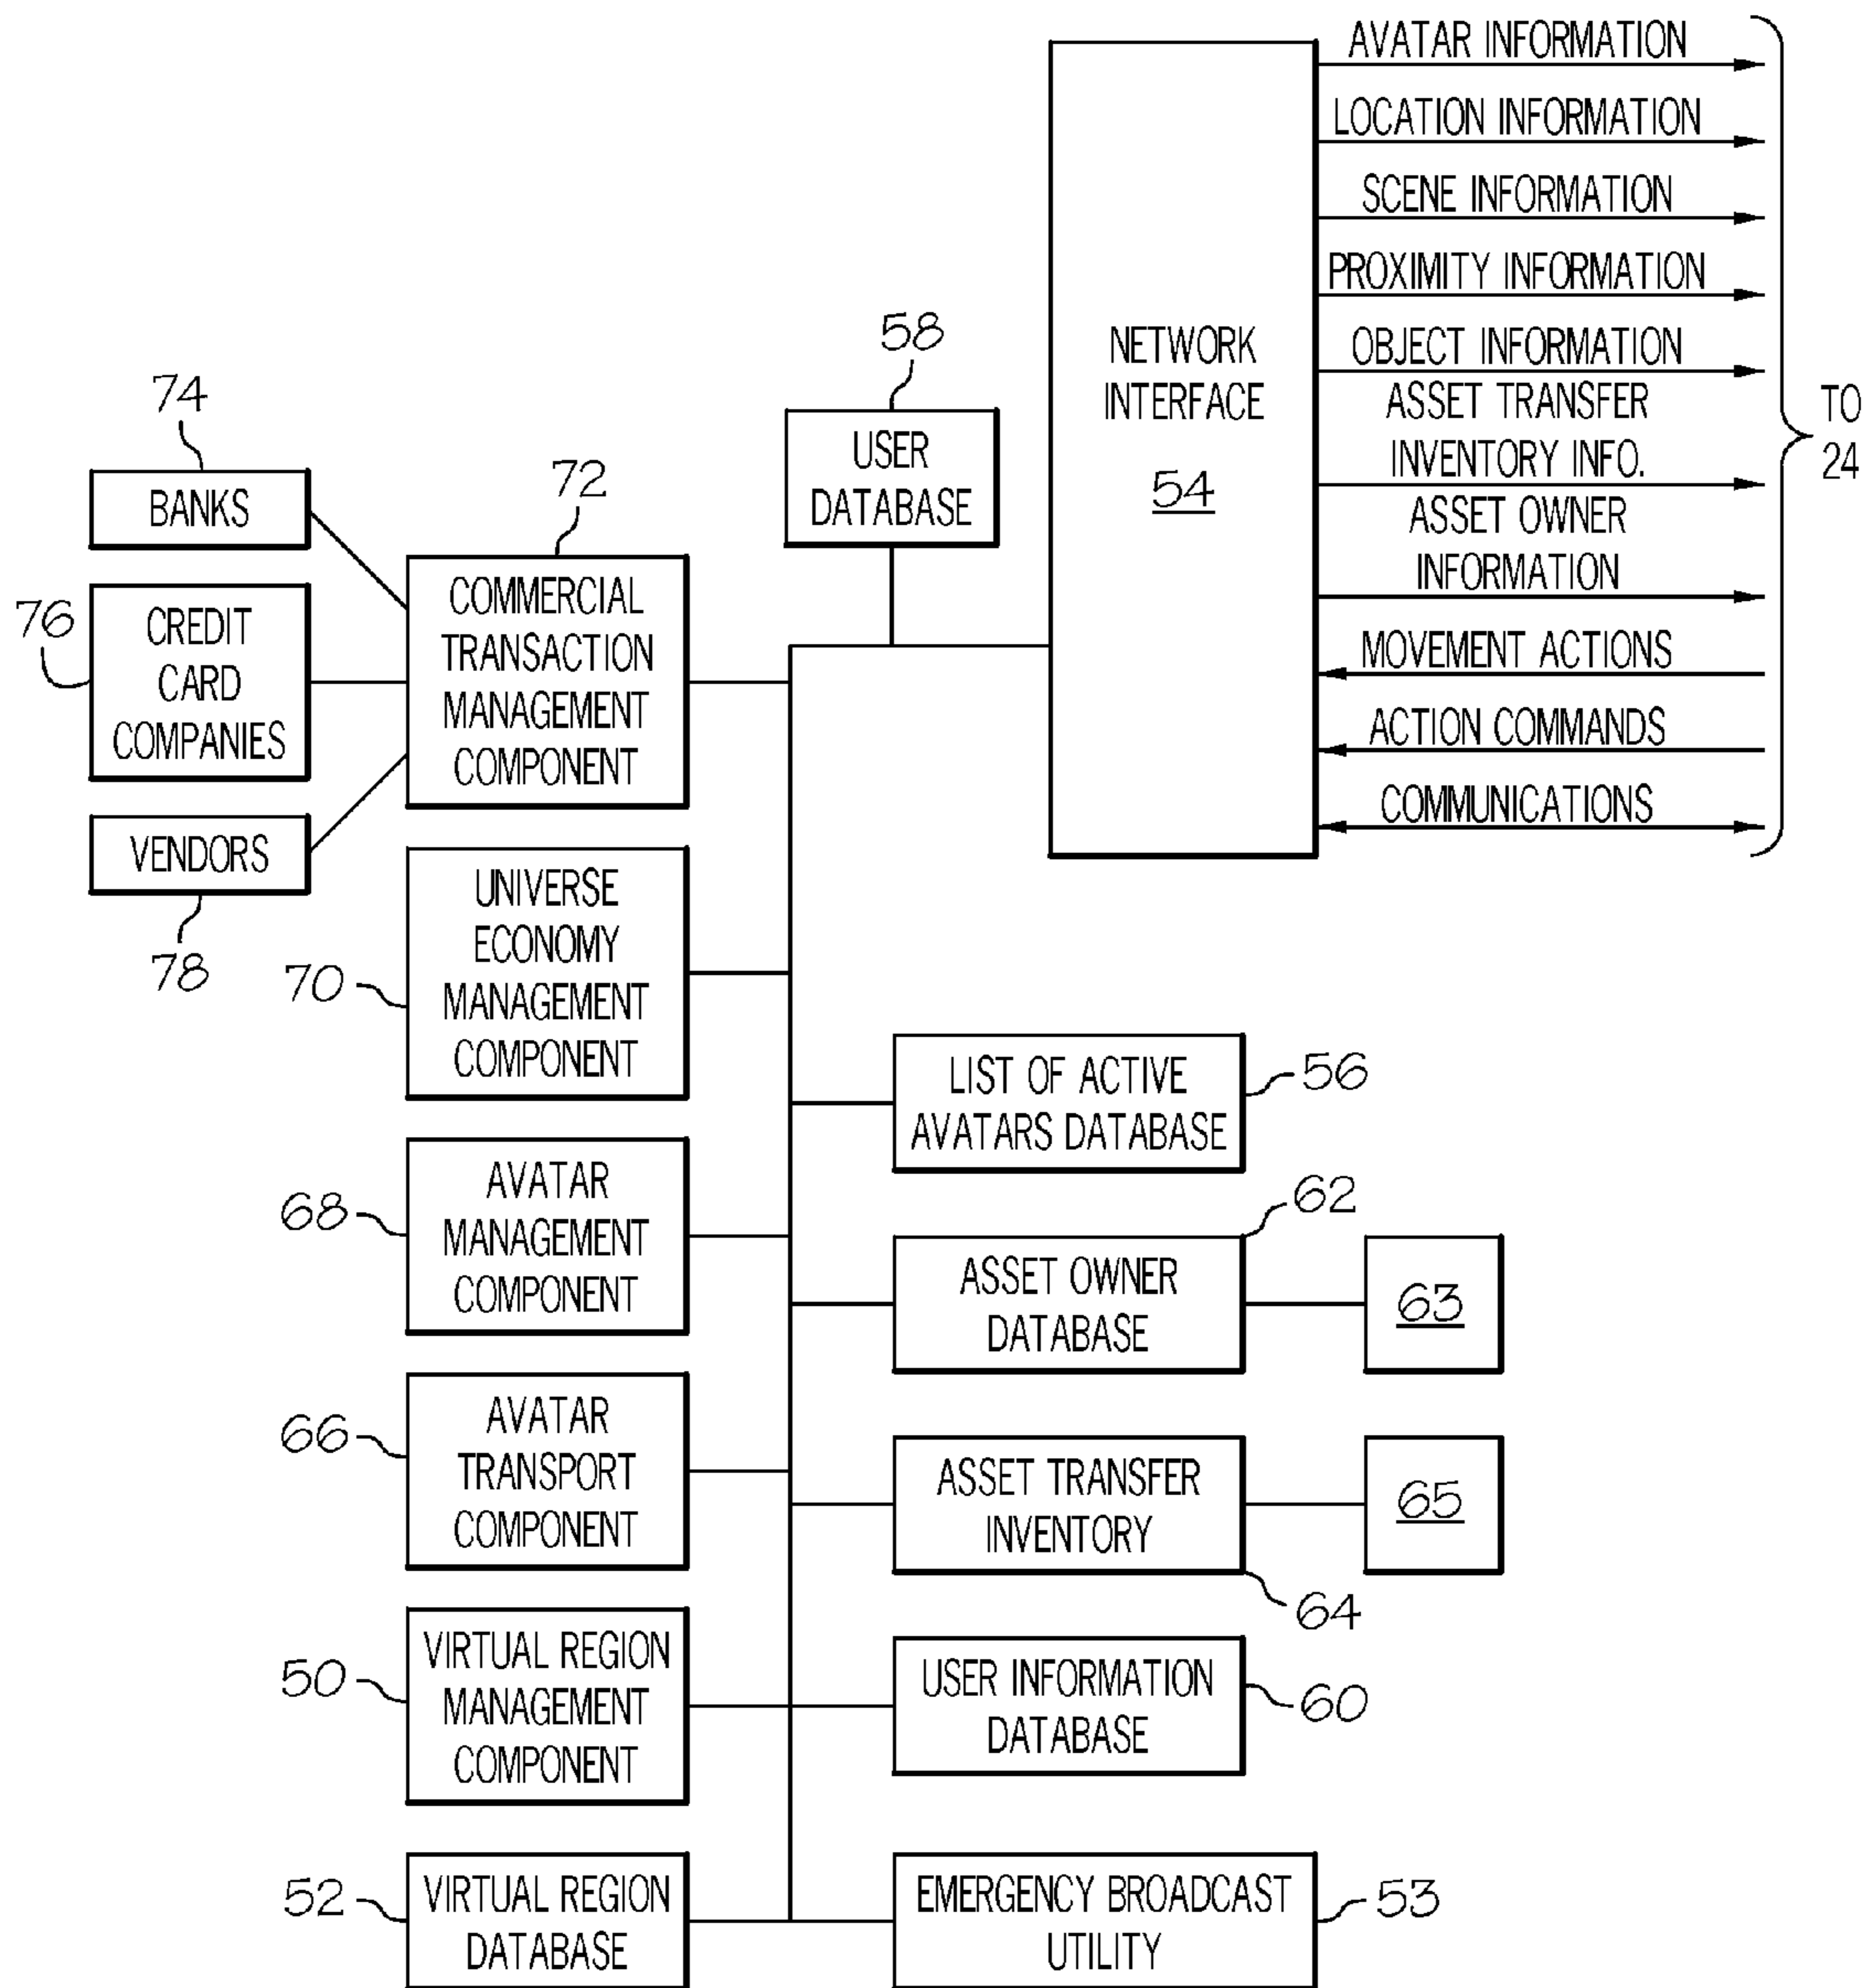 AVATAR INFORMATION
LOCATION INFORMATION
SCENE INFORMATION
PROXIMITY INFORMATION
OBJECT INFORMATION
ASSET TRANSFER
INVENTORY INFO.
ASSET OWNER
INFORMATION
MOVEMENT ACTIONS
ACTION COMMANDS
COMMUNICATIONS
TO
24
NETWORK
INTERFACE
54
58
USER
DATABASE
74
BANKS
76
CREDIT
CARD
COMPANIES
VENDORS
78
72
COMMERCIAL
TRANSACTION
MANAGEMENT
COMPONENT
70
UNIVERSE
ECONOMY
MANAGEMENT
COMPONENT
68
AVATAR
MANAGEMENT
COMPONENT
66
AVATAR
TRANSPORT
COMPONENT
50
VIRTUAL REGION
MANAGEMENT
COMPONENT
52
VIRTUAL REGION
DATABASE
LIST OF ACTIVE
AVATARS DATABASE
56
62
ASSET OWNER
DATABASE
63
ASSET TRANSFER
INVENTORY
65
64
USER INFORMATION
DATABASE
60
EMERGENCY BROADCAST
UTILITY
53